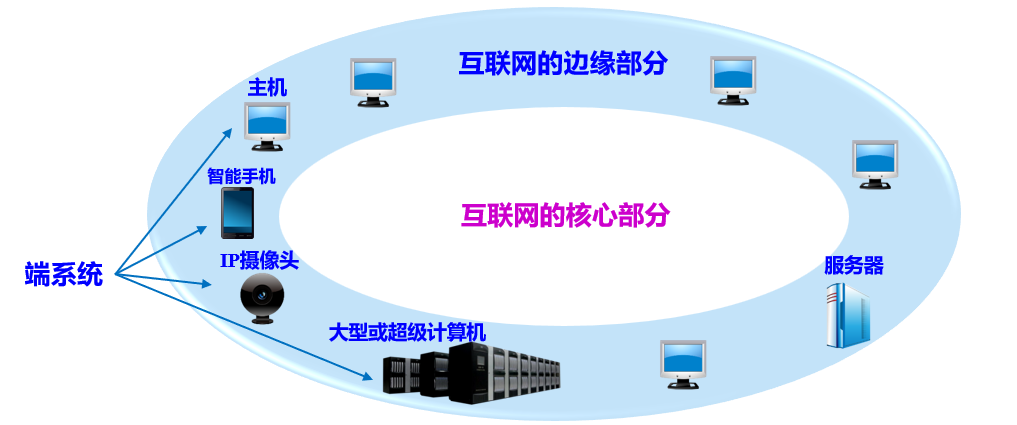 互联网的边缘部分
主机
智能手机
互联网的核心部分
IP摄像头
端系统
服务器
大型或超级计算机